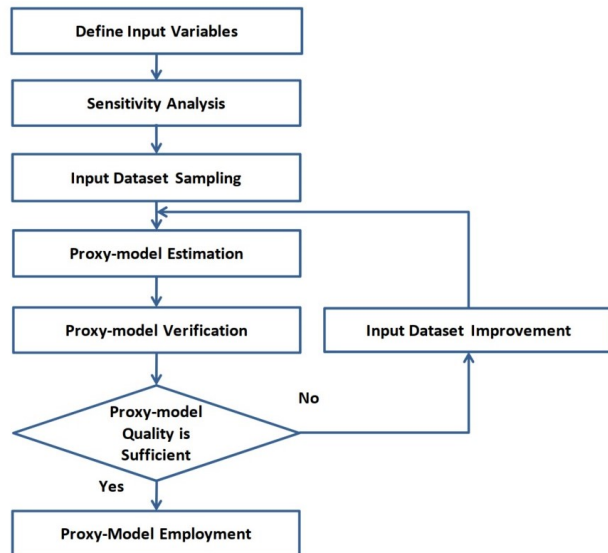 Define Input Variables
Sensitivity Analysis
Input Dataset Sampling
Proxy-model Estimation
Proxy-model Verification
Input Dataset Improvement
Proxy-model
Quality is
Sufficient
No
Yes
Proxy-Model Employment